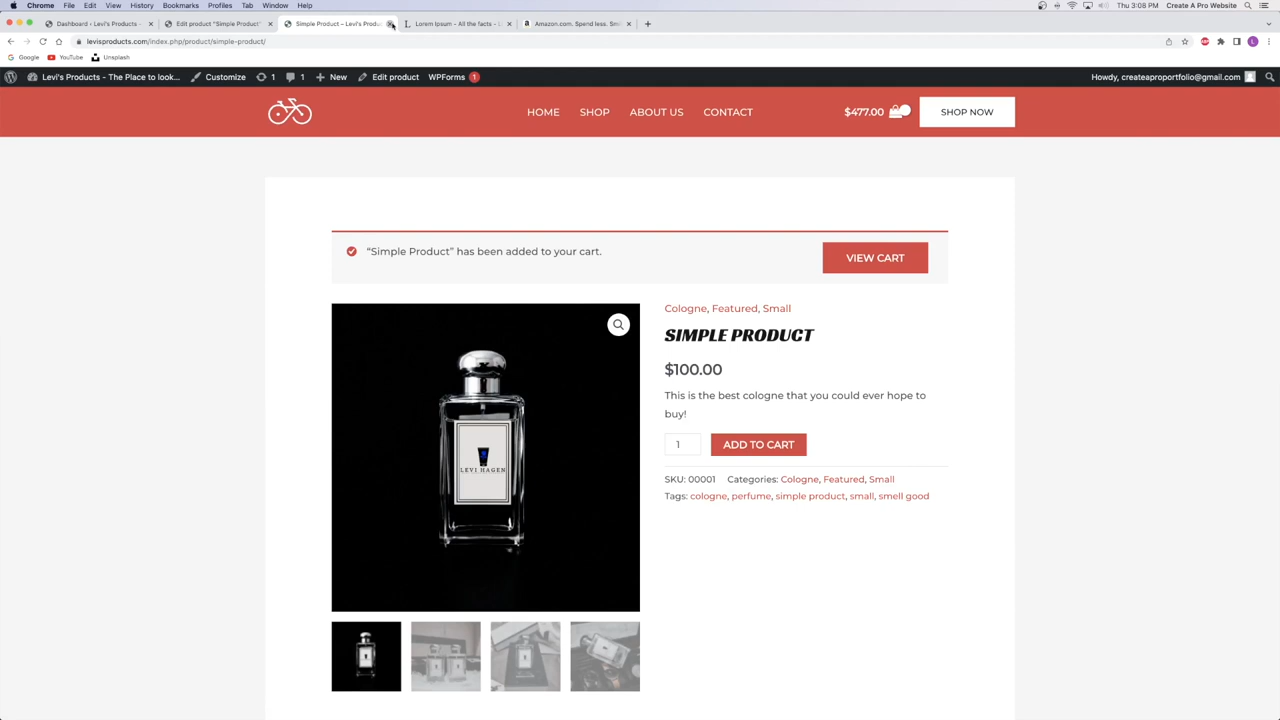 Chrome File Edit View History Bookmarks Profiles Tab Window Help Thu 3:08 PM Create A Pro Website
Dashboard ‹ Levi's Products - Edit product "Simple Product" Simple Product – Levi's Produ Lorem Ipsum - All the facts - L Amazon.com. Spend less. Smi
levisproducts.com/index.php/product/simple-product/
Google YouTube Unsplash
Levi's Products - The Place to look... Customize 1 1 New Edit product WPForms 1 Howdy, createaproportfolio@gmail.com
HOME SHOP ABOUT US CONTACT $477.00 SHOP NOW
“Simple Product” has been added to your cart. VIEW CART
Cologne, Featured, Small
SIMPLE PRODUCT
$100.00
This is the best cologne that you could ever hope to
buy!
1 ADD TO CART
SKU: 00001 Categories: Cologne, Featured, Small
Tags: cologne, perfume, simple product, small, smell good
LEVI HAGEN